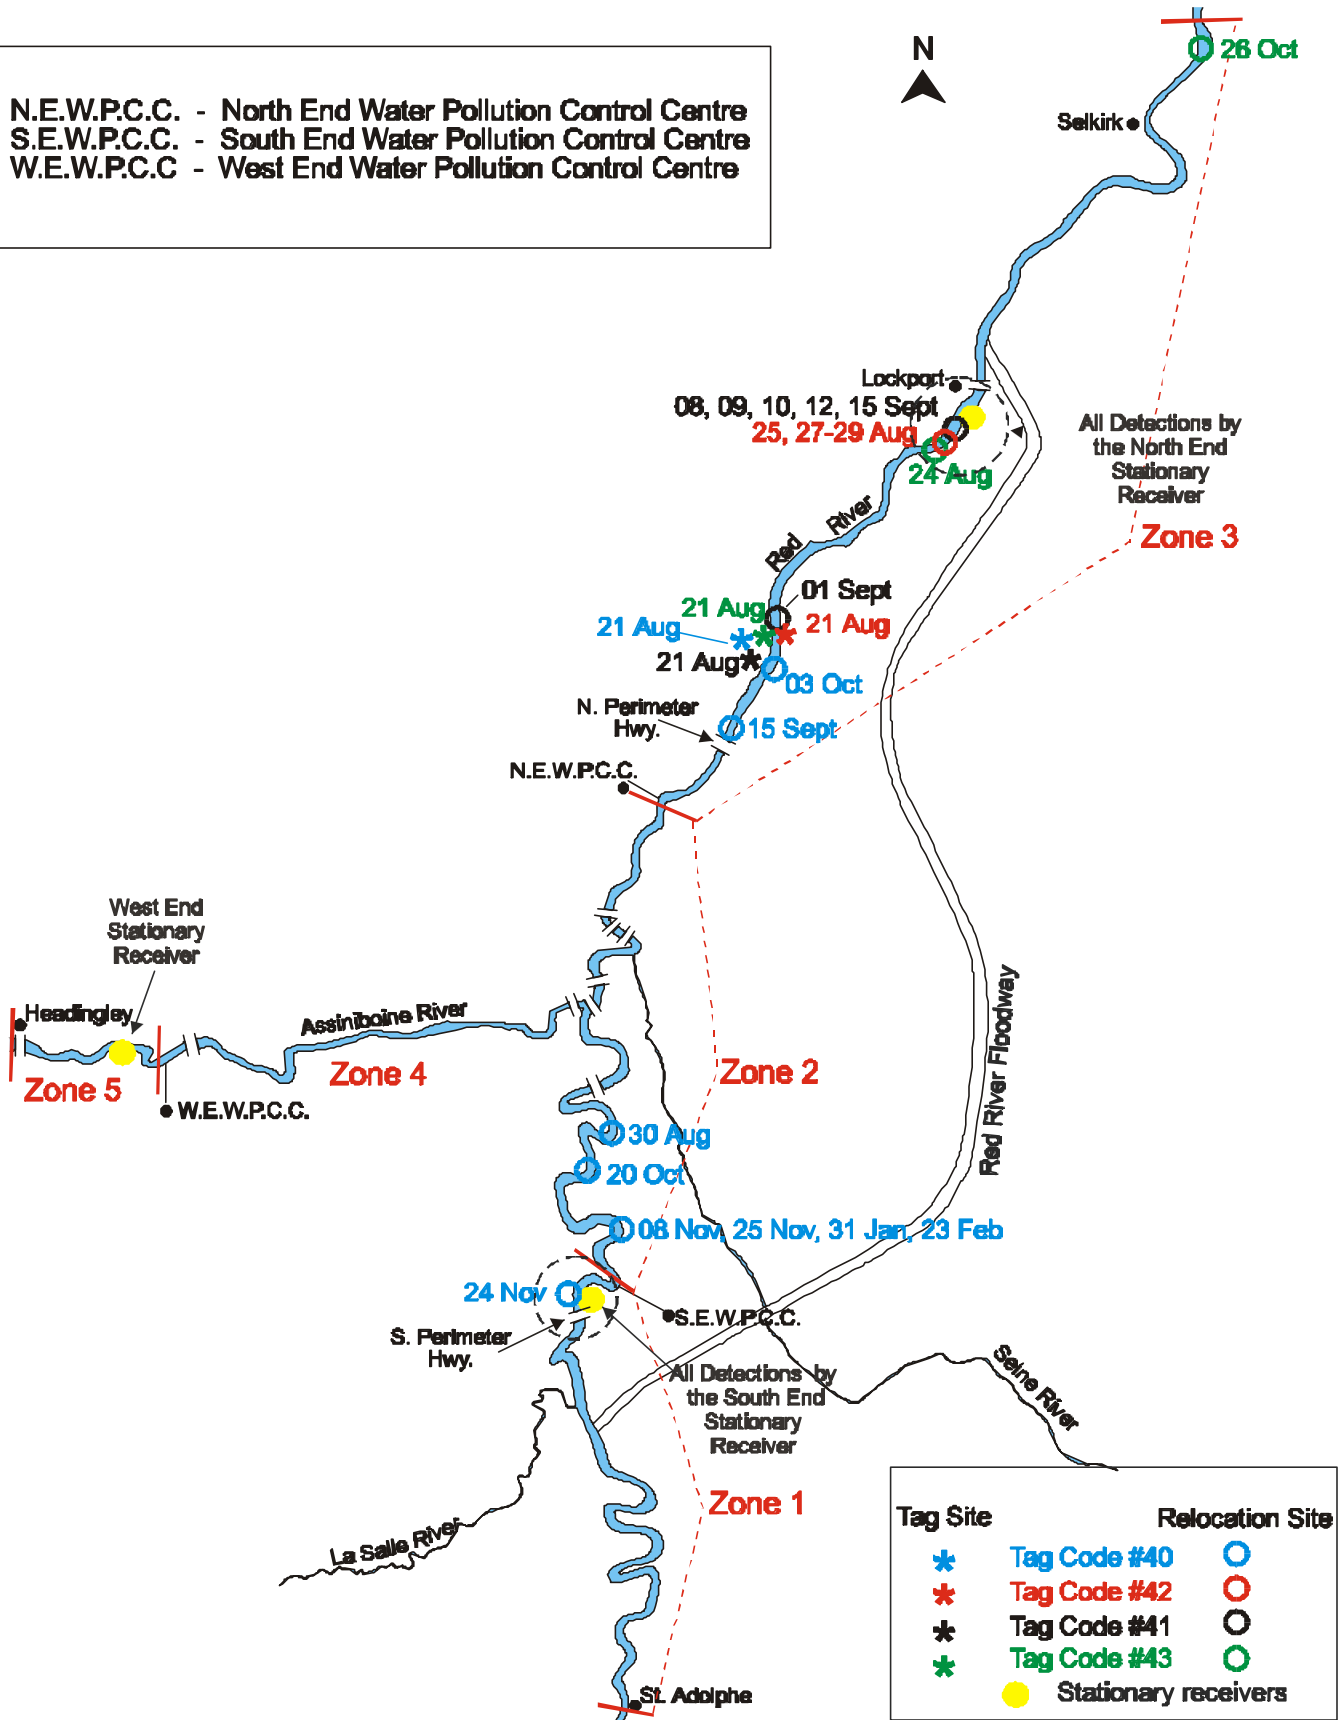 N
26 Oct
N.E.W.P.C.C. - North End Water Pollution Control Centre
S.E.W.P.C.C. - South End Water Pollution Control Centre
W.E.W.P.C.C - West End Water Pollution Control Centre
Selkirk
Lockport
08, 09, 10, 12, 15 Sept
25, 27-29 Aug
24 Aug
All Detections by
the North End
Stationary
Receiver
Zone 3
Red River
01 Sept
21 Aug
21 Aug
21 Aug
21 Aug
03 Oct
N. Perimeter
Hwy.
15 Sept
N.E.W.P.C.C.
West End
Stationary
Receiver
Headingley
Assiniboine River
Zone 5
Zone 4
W.E.W.P.C.C.
Zone 2
Red River Floodway
30 Aug
20 Oct
08 Nov, 25 Nov, 31 Jan, 23 Feb
24 Nov
S.E.W.P.C.C.
S. Perimeter
Hwy.
All Detections by
the South End
Stationary
Receiver
Seine River
Zone 1
La Salle River
St. Adolphe
Tag Site Relocation Site
Tag Code #40
Tag Code #42
Tag Code #41
Tag Code #43
Stationary receivers